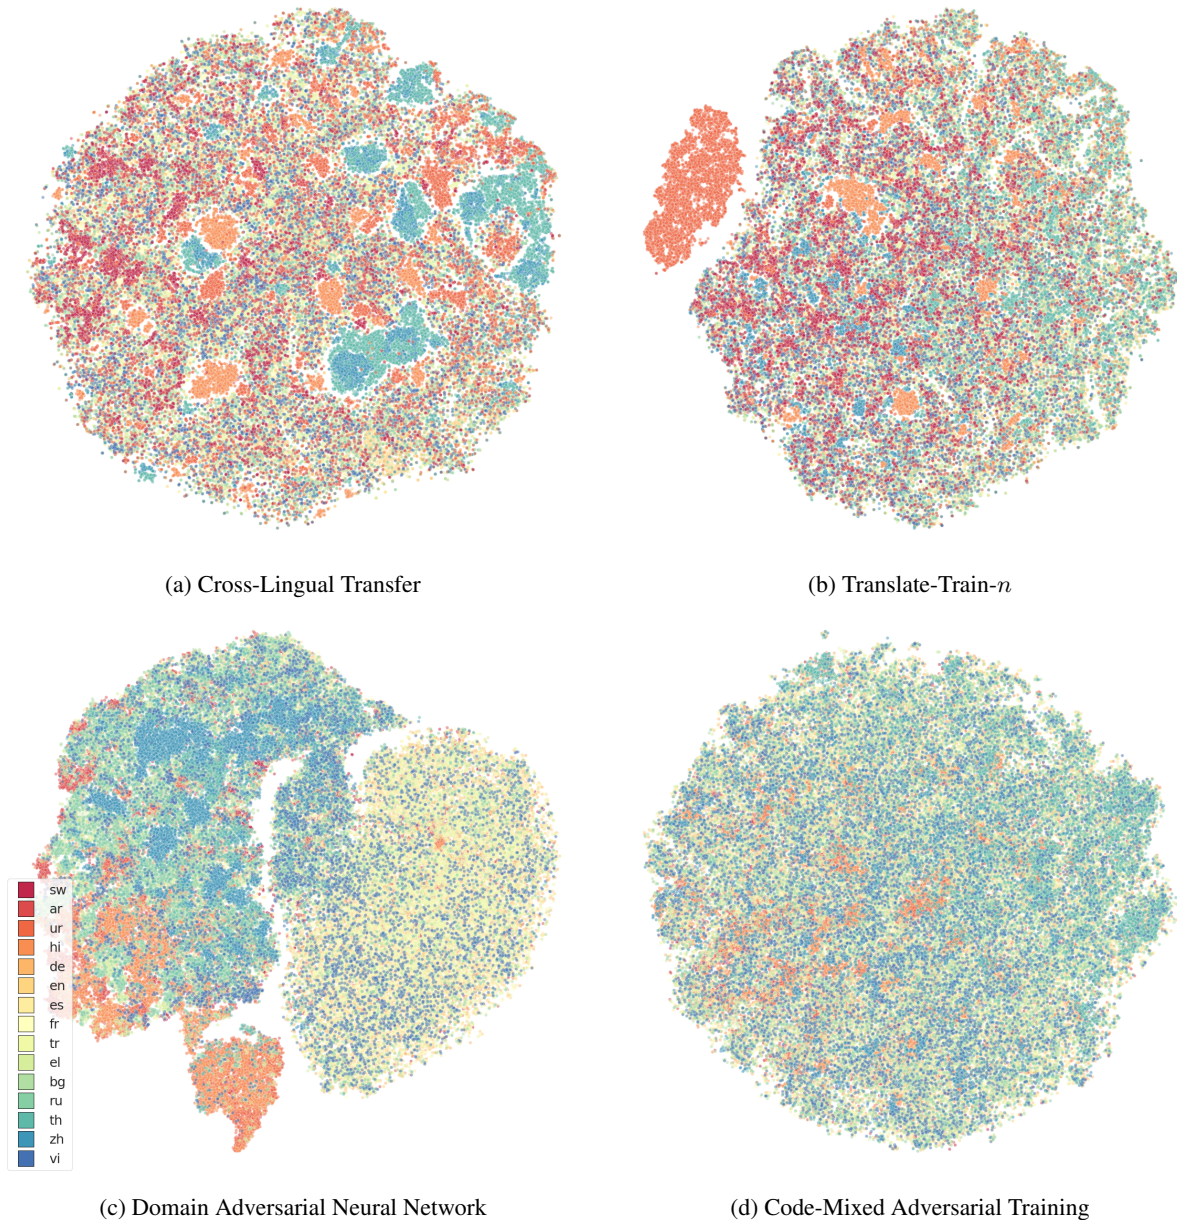 (a) Cross-Lingual Transfer
(b) Translate-Train-n
sw
ar
ur
hi
de
en
es
fr
tr
el
bg
ru
th
zh
vi
(c) Domain Adversarial Neural Network
(d) Code-Mixed Adversarial Training